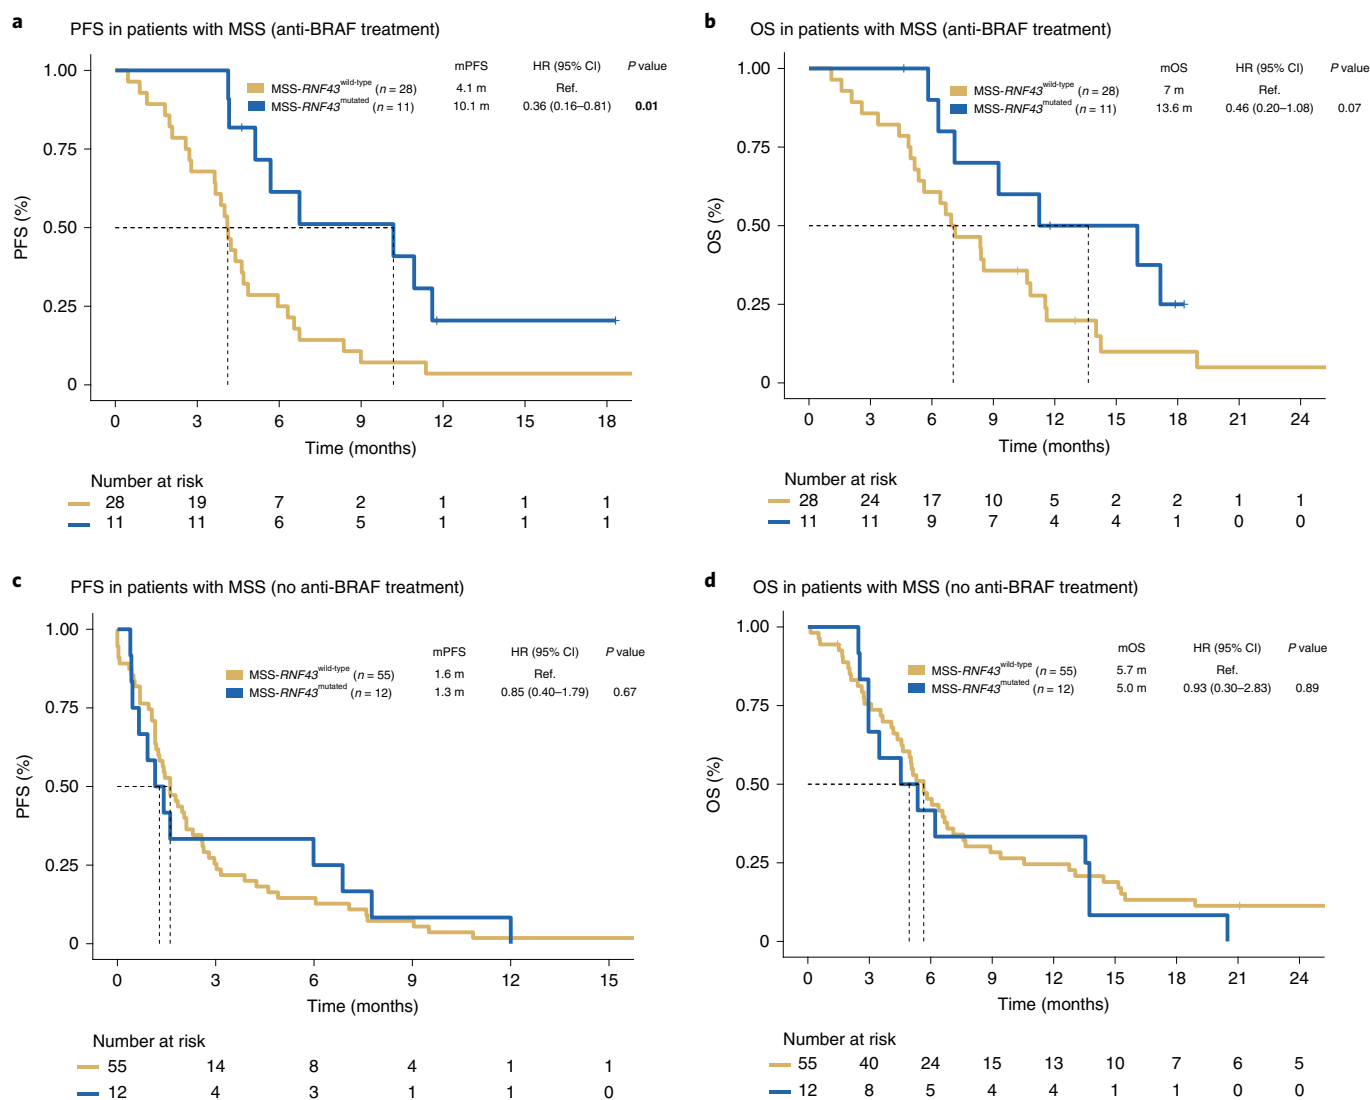 a PFS in patients with MSS (anti-BRAF treatment)
mPFS HR (95% CI) P value
MSS-RNF43wild-type (n = 28) 4.1 m Ref.
MSS-RNF43mutated (n = 11) 10.1 m 0.36 (0.16–0.81) 0.01
1.00
0.75
0.50
0.25
0
PFS (%)
0 3 6 9 12 15 18
Time (months)
Number at risk
28 19 7 2 1 1 1
11 11 6 5 1 1 1
b OS in patients with MSS (anti-BRAF treatment)
mOS HR (95% CI) P value
MSS-RNF43wild-type (n = 28) 7 m Ref.
MSS-RNF43mutated (n = 11) 13.6 m 0.46 (0.20–1.08) 0.07
1.00
0.75
0.50
0.25
0
OS (%)
0 3 6 9 12 15 18 21 24
Time (months)
Number at risk
28 24 17 10 5 2 2 1 1
11 11 9 7 4 4 1 0 0
c PFS in patients with MSS (no anti-BRAF treatment)
mPFS HR (95% CI) P value
MSS-RNF43wild-type (n = 55) 1.6 m Ref.
MSS-RNF43mutated (n = 12) 1.3 m 0.85 (0.40–1.79) 0.67
1.00
0.75
0.50
0.25
0
PFS (%)
0 3 6 9 12 15
Time (months)
Number at risk
55 14 8 4 1 1
12 4 3 1 1 0
d OS in patients with MSS (no anti-BRAF treatment)
mOS HR (95% CI) P value
MSS-RNF43wild-type (n = 55) 5.7 m Ref.
MSS-RNF43mutated (n = 12) 5.0 m 0.93 (0.30–2.83) 0.89
1.00
0.75
0.50
0.25
0
OS (%)
0 3 6 9 12 15 18 21 24
Time (months)
Number at risk
55 40 24 15 13 10 7 6 5
12 8 5 4 4 1 1 0 0